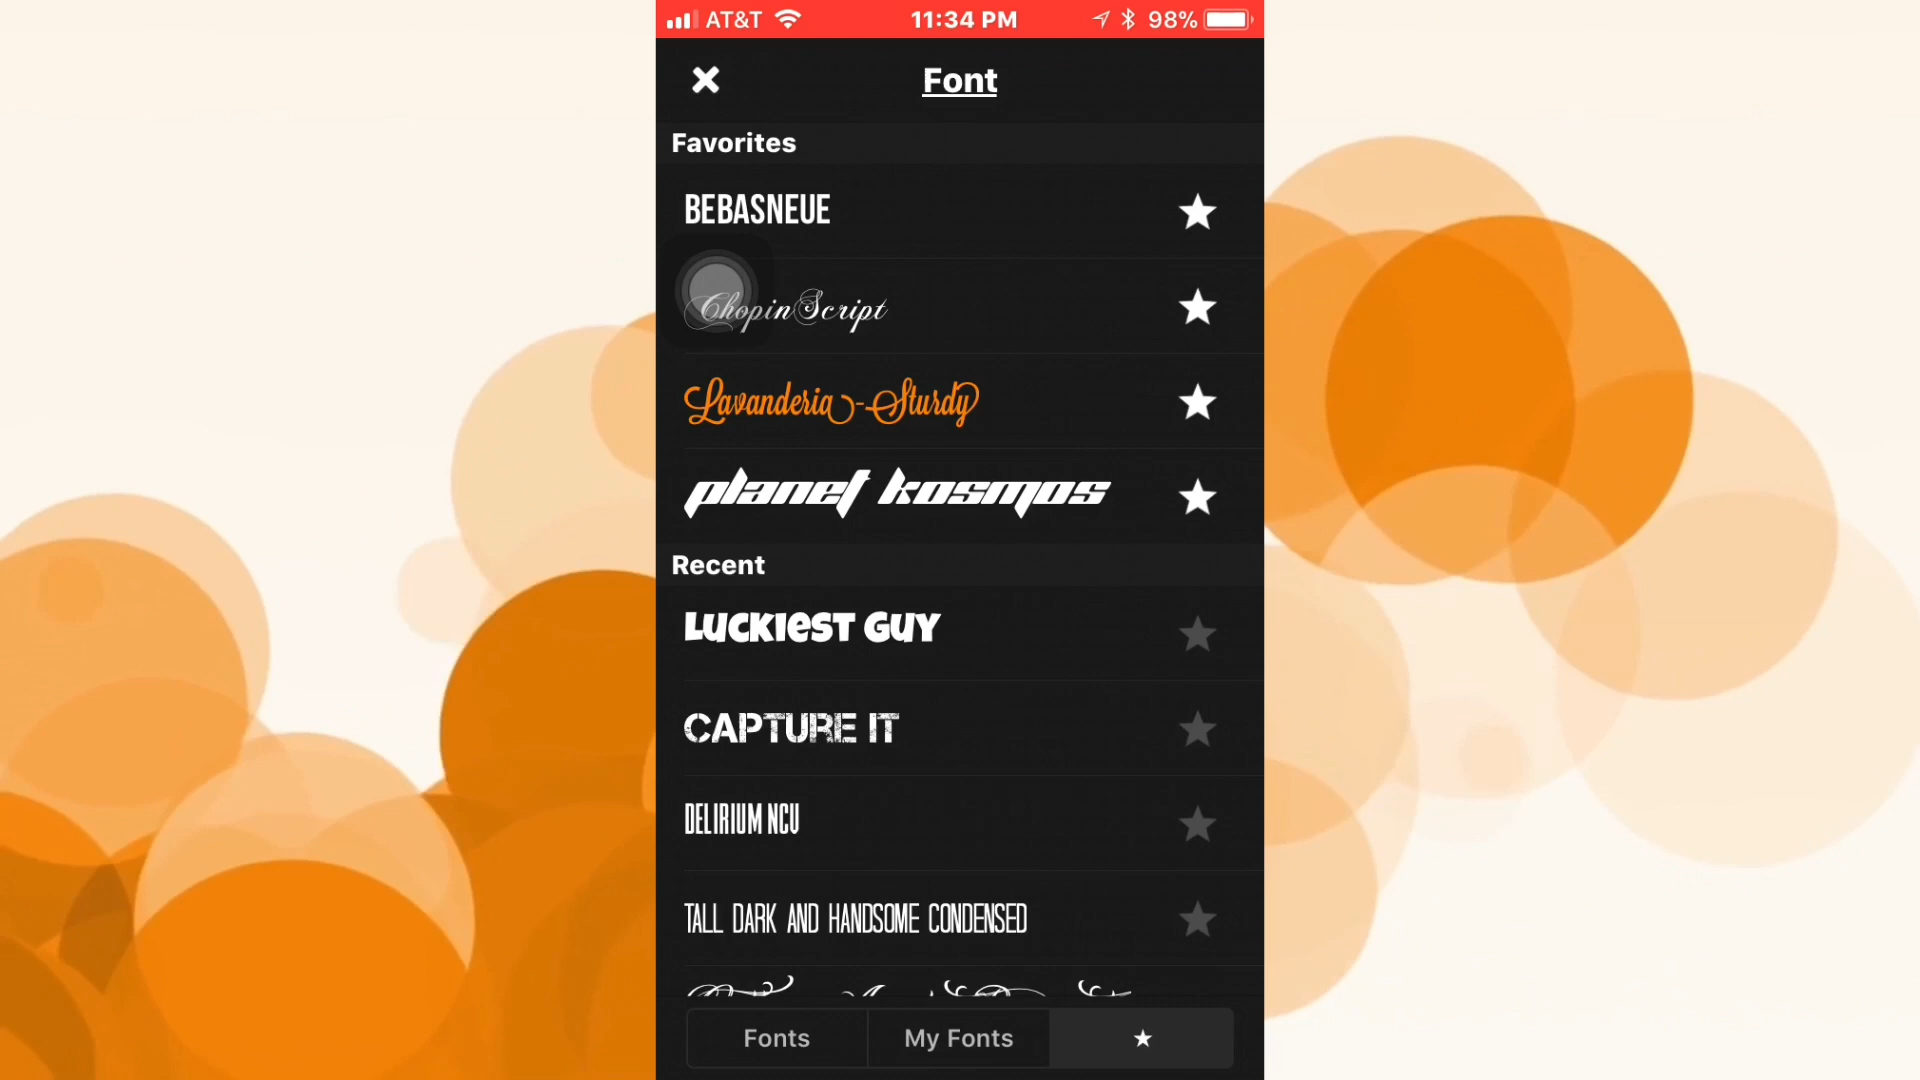 AT&T 11:34 PM 98%
Font
Favorites
BEBASNEUE
ChopinScript
Lavanderia-Sturdy
planet kosmos
Recent
Luckiest Guy
CAPTURE IT
DELIRIUM NCV
TALL DARK AND HANDSOME CONDENSED
Fonts My Fonts